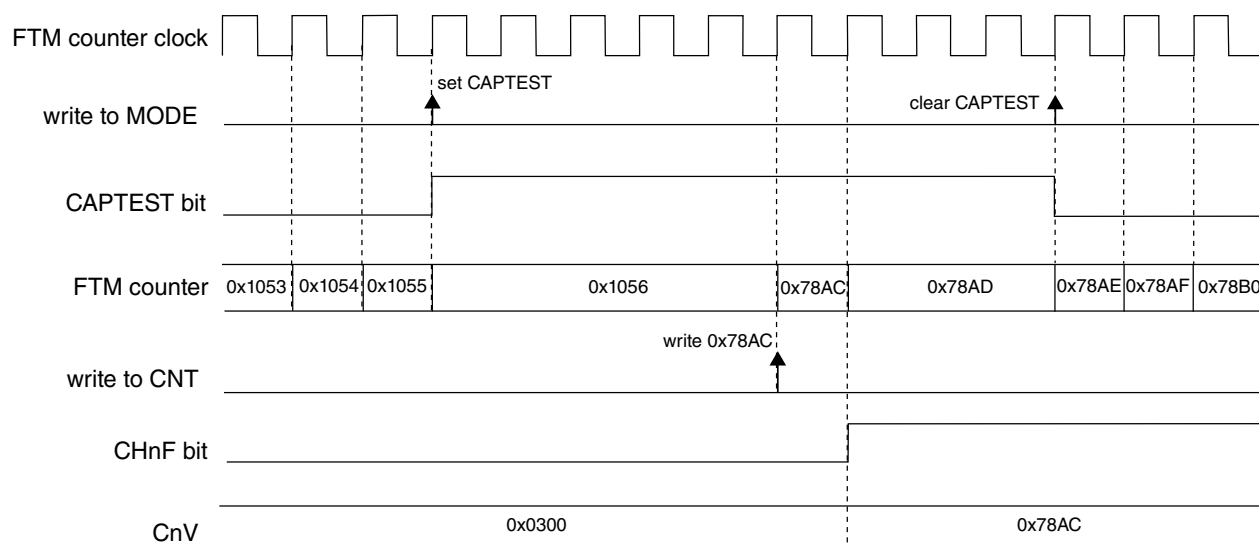 FTM counter clock
set CAPTEST
write to MODE
clear CAPTEST
CAPTEST bit
FTM counter 0x1053 0x1054 0x1055 0x1056 0x78AC 0x78AD 0x78AE 0x78AF 0x78B0
write 0x78AC
write to CNT
CHnF bit
CnV 0x0300 0x78AC